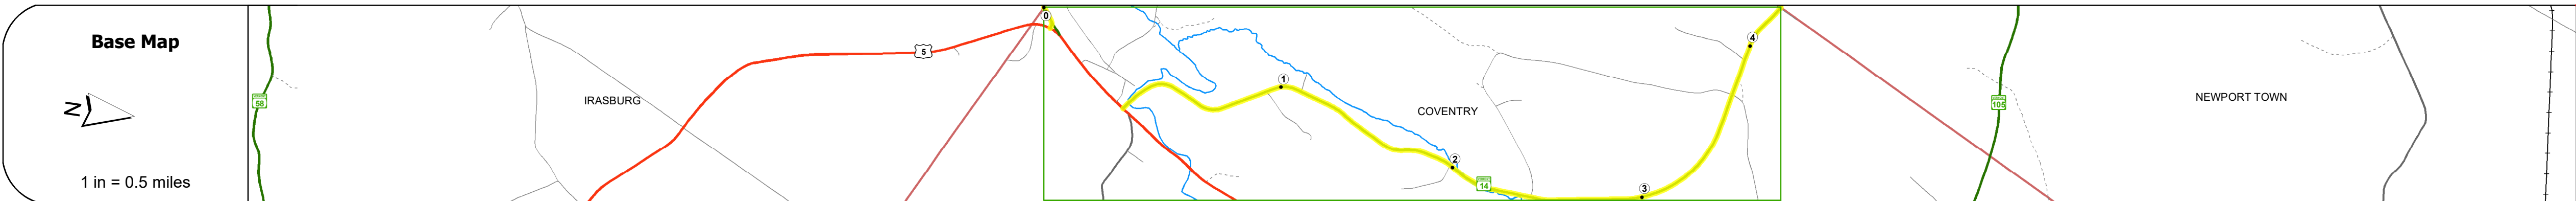 Base Map
N
1 in = 0.5 miles
58
IRASBURG
5
0
1
COVENTRY
2
14
3
4
105
NEWPORT TOWN